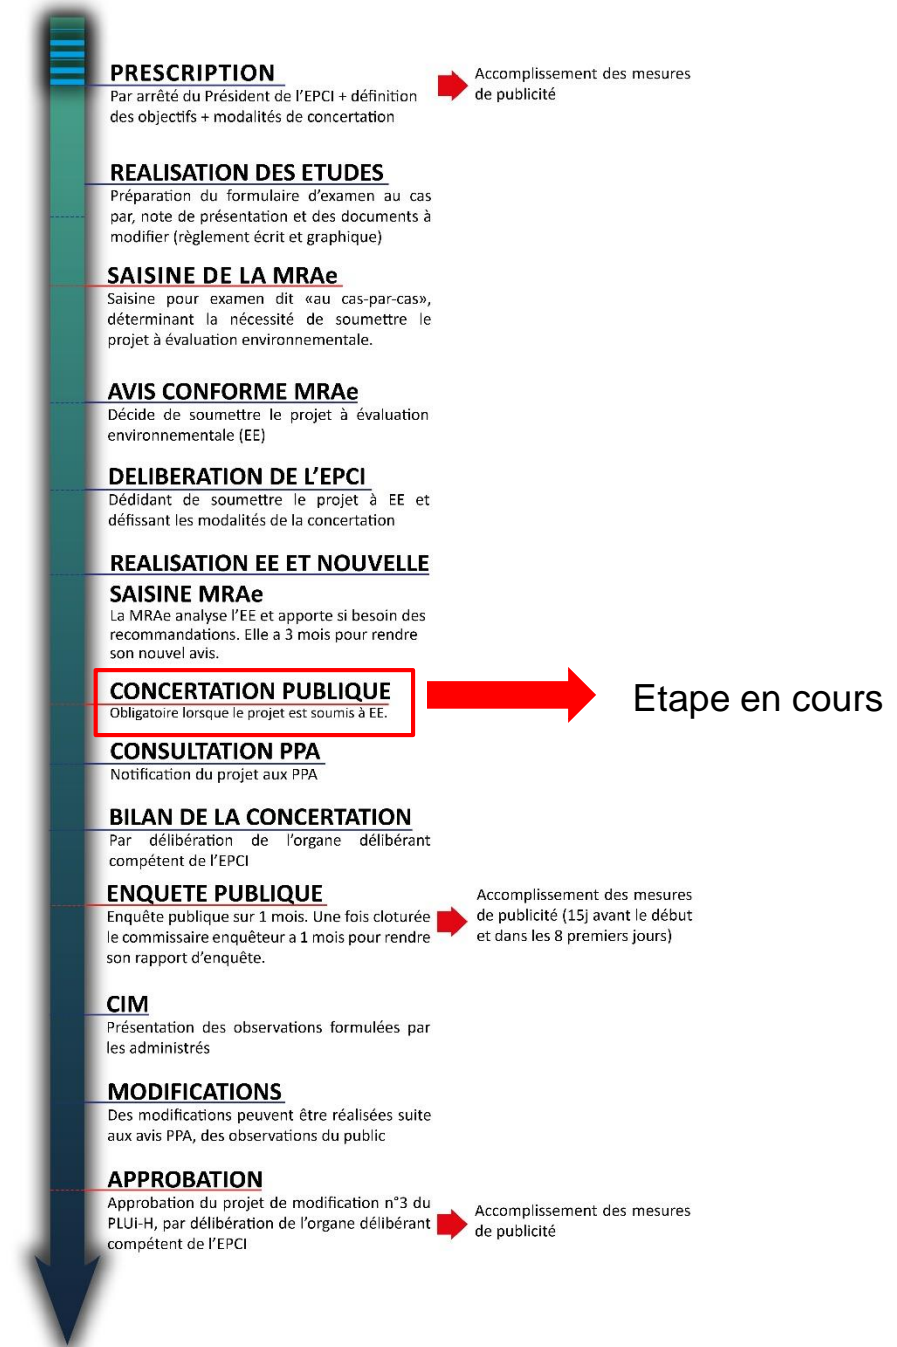 PRESCRIPTION
Par arrêté du Président de l'EPCI + définition
des objectifs + modalités de concertation
Accomplissement des mesures
de publicité
REALISATION DES ETUDES
Préparation du formulaire d'examen au cas
par, note de présentation et des documents à
modifier (règlement écrit et graphique)
SAISINE DE LA MRAe
Saisine pour examen dit «au cas-par-cas»,
déterminant la nécessité de soumettre le
projet à évaluation environnementale.
AVIS CONFORME MRAe
Décide de soumettre le projet à évaluation
environnementale (EE)
DELIBERATION DE L'EPCI
Dédidant de soumettre le projet à EE et
défissant les modalités de la concertation
REALISATION EE ET NOUVELLE
SAISINE MRAe
La MRAe analyse l'EE et apporte si besoin des
recommandations. Elle a 3 mois pour rendre
son nouvel avis.
CONCERTATION PUBLIQUE
Obligatoire lorsque le projet est soumis à EE.
Etape en cours
CONSULTATION PPA
Notification du projet aux PPA
BILAN DE LA CONCERTATION
Par délibération de l'organe délibérant
compétent de l'EPCI
ENQUETE PUBLIQUE
Enquête publique sur 1 mois. Une fois cloturée
le commissaire enquêteur a 1 mois pour rendre
son rapport d'enquête.
Accomplissement des mesures
de publicité (15j avant le début
et dans les 8 premiers jours)
CIM
Présentation des observations formulées par
les administrés
MODIFICATIONS
Des modifications peuvent être réalisées suite
aux avis PPA, des observations du public
APPROBATION
Approbation du projet de modification n°3 du
PLUi-H, par délibération de l'organe délibérant
compétent de l'EPCI
Accomplissement des mesures
de publicité